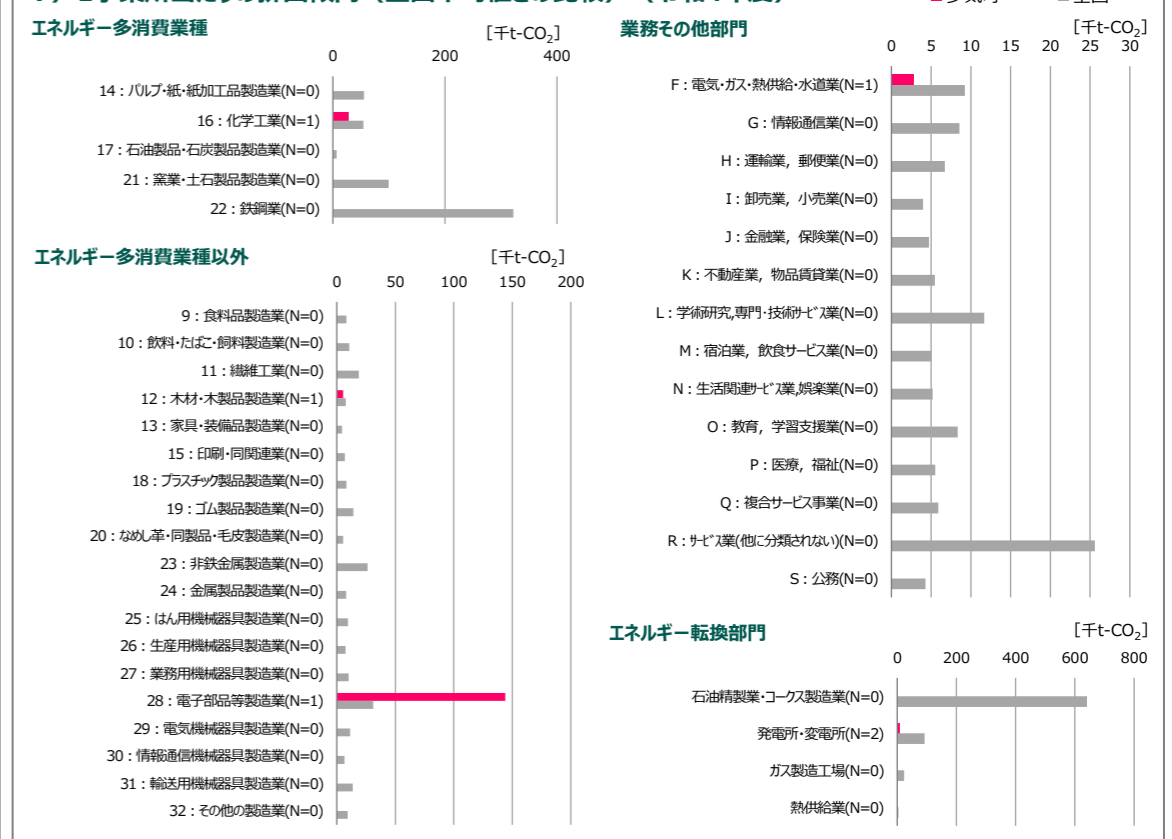 エネルギー多消費業種
[千t-CO2]
0 200 400
14：パルプ・紙・紙加工品製造業(N=0)
16：化学工業(N=1)
17：石油製品・石炭製品製造業(N=0)
21：窯業・土石製品製造業(N=0)
22：鉄鋼業(N=0)
エネルギー多消費業種以外
[千t-CO2]
0 50 100 150 200
9：食料品製造業(N=0)
10：飲料・たばこ・飼料製造業(N=0)
11：繊維工業(N=0)
12：木材・木製品製造業(N=1)
13：家具・装備品製造業(N=0)
15：印刷・同関連業(N=0)
18：プラスチック製品製造業(N=0)
19：ゴム製品製造業(N=0)
20：なめし革・同製品・毛皮製造業(N=0)
23：非鉄金属製造業(N=0)
24：金属製品製造業(N=0)
25：はん用機械器具製造業(N=0)
26：生産用機械器具製造業(N=0)
27：業務用機械器具製造業(N=0)
28：電子部品等製造業(N=1)
29：電気機械器具製造業(N=0)
30：情報通信機械器具製造業(N=0)
31：輸送用機械器具製造業(N=0)
32：その他の製造業(N=0)
業務その他部門
[千t-CO2]
0 5 10 15 20 25 30
F：電気・ガス・熱供給・水道業(N=1)
G：情報通信業(N=0)
H：運輸業，郵便業(N=0)
I：卸売業，小売業(N=0)
J：金融業，保険業(N=0)
K：不動産業，物品賃貸業(N=0)
L：学術研究,専門・技術ｻｰﾋﾞｽ業(N=0)
M：宿泊業，飲食サービス業(N=0)
N：生活関連ｻｰﾋﾞｽ業,娯楽業(N=0)
O：教育，学習支援業(N=0)
P：医療，福祉(N=0)
Q：複合サービス事業(N=0)
R：ｻｰﾋﾞｽ業(他に分類されない)(N=0)
S：公務(N=0)
エネルギー転換部門
[千t-CO2]
0 200 400 600 800
石油精製業・コークス製造業(N=0)
発電所・変電所(N=2)
ガス製造工場(N=0)
熱供給業(N=0)